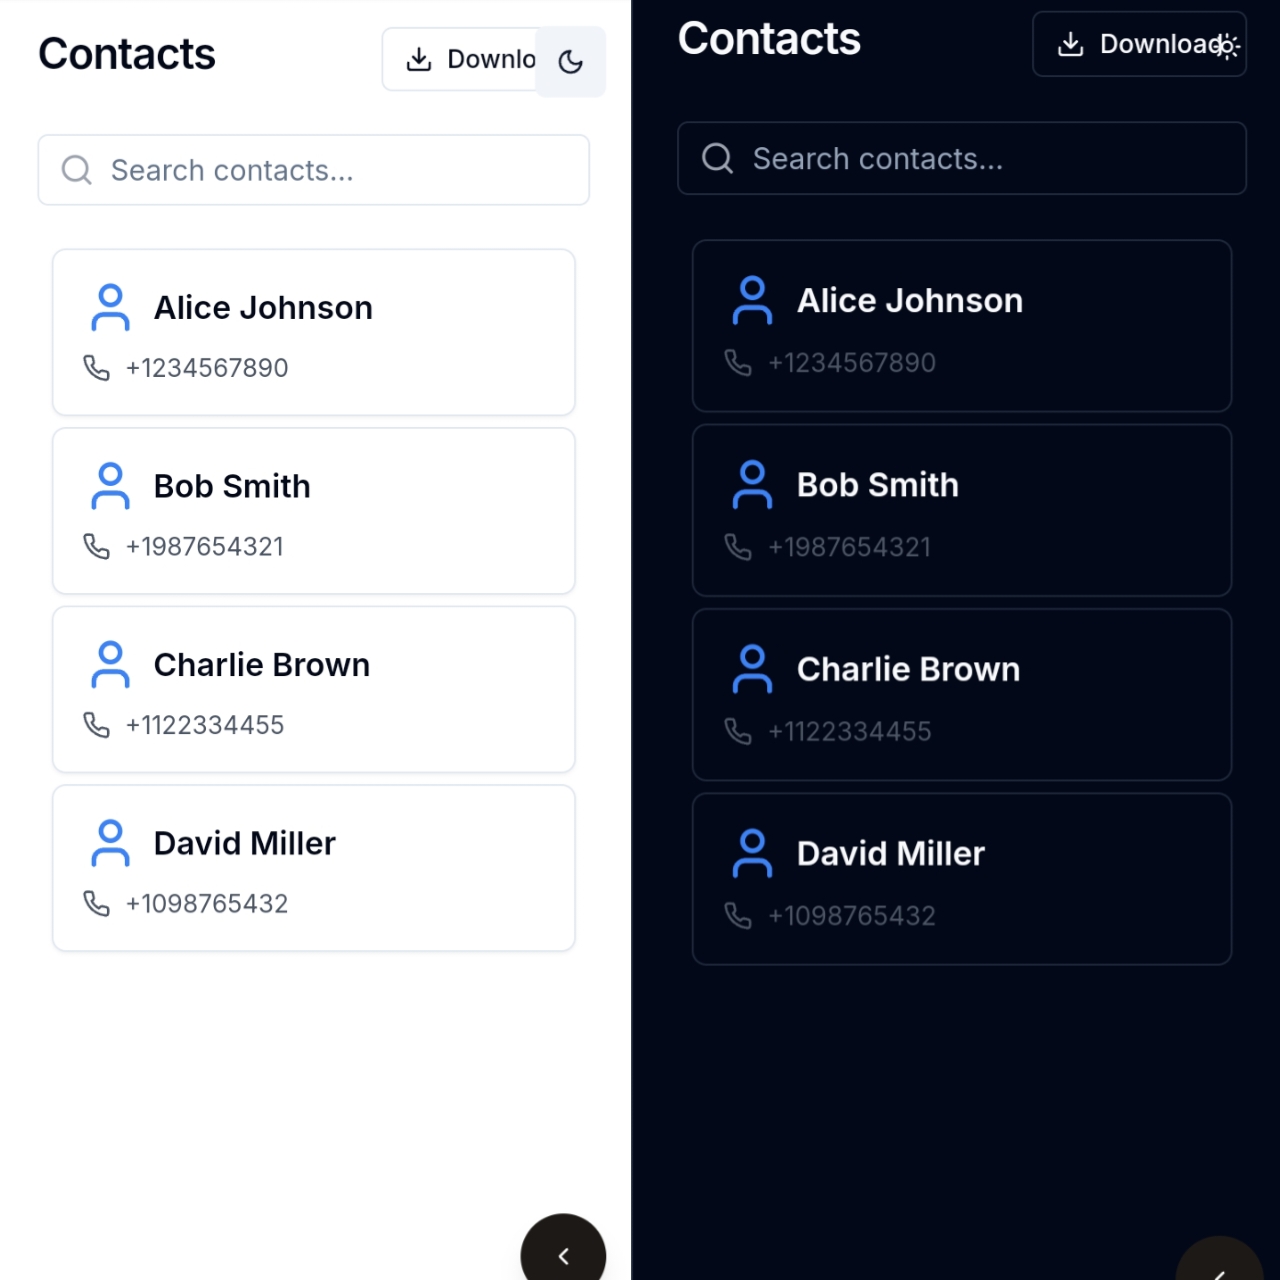 Contacts
Downlo
Search contacts...
Alice Johnson
+1234567890
Bob Smith
+1987654321
Charlie Brown
+1122334455
David Miller
+1098765432
Contacts
Download
Search contacts...
Alice Johnson
+1234567890
Bob Smith
+1987654321
Charlie Brown
+1122334455
David Miller
+1098765432